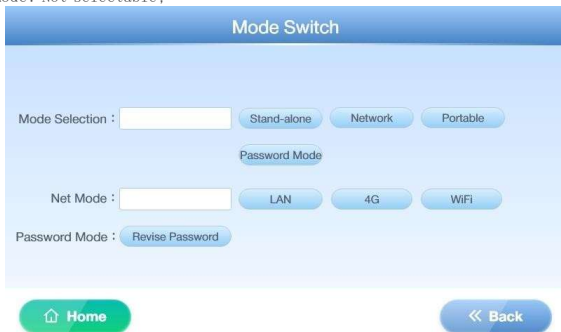 Mode Switch
Mode Selection : Stand-alone Network Portable
Password Mode
Net Mode : LAN 4G WiFi
Password Mode : Revise Password
Home Back